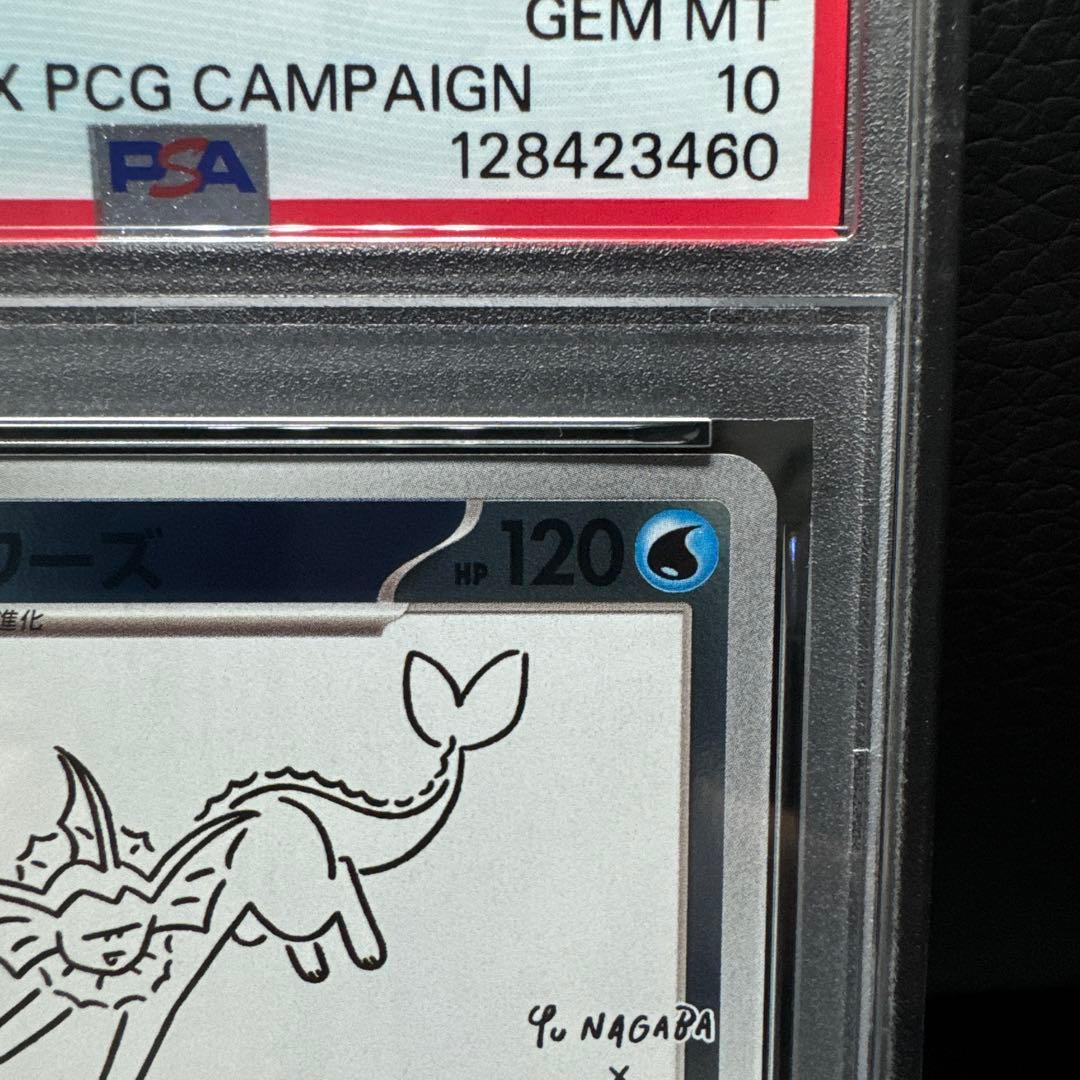 GEM MT
X PCG CAMPAIGN 10
PSA 128423460
ワーズ HP 120
進化
Yu NAGABA
×